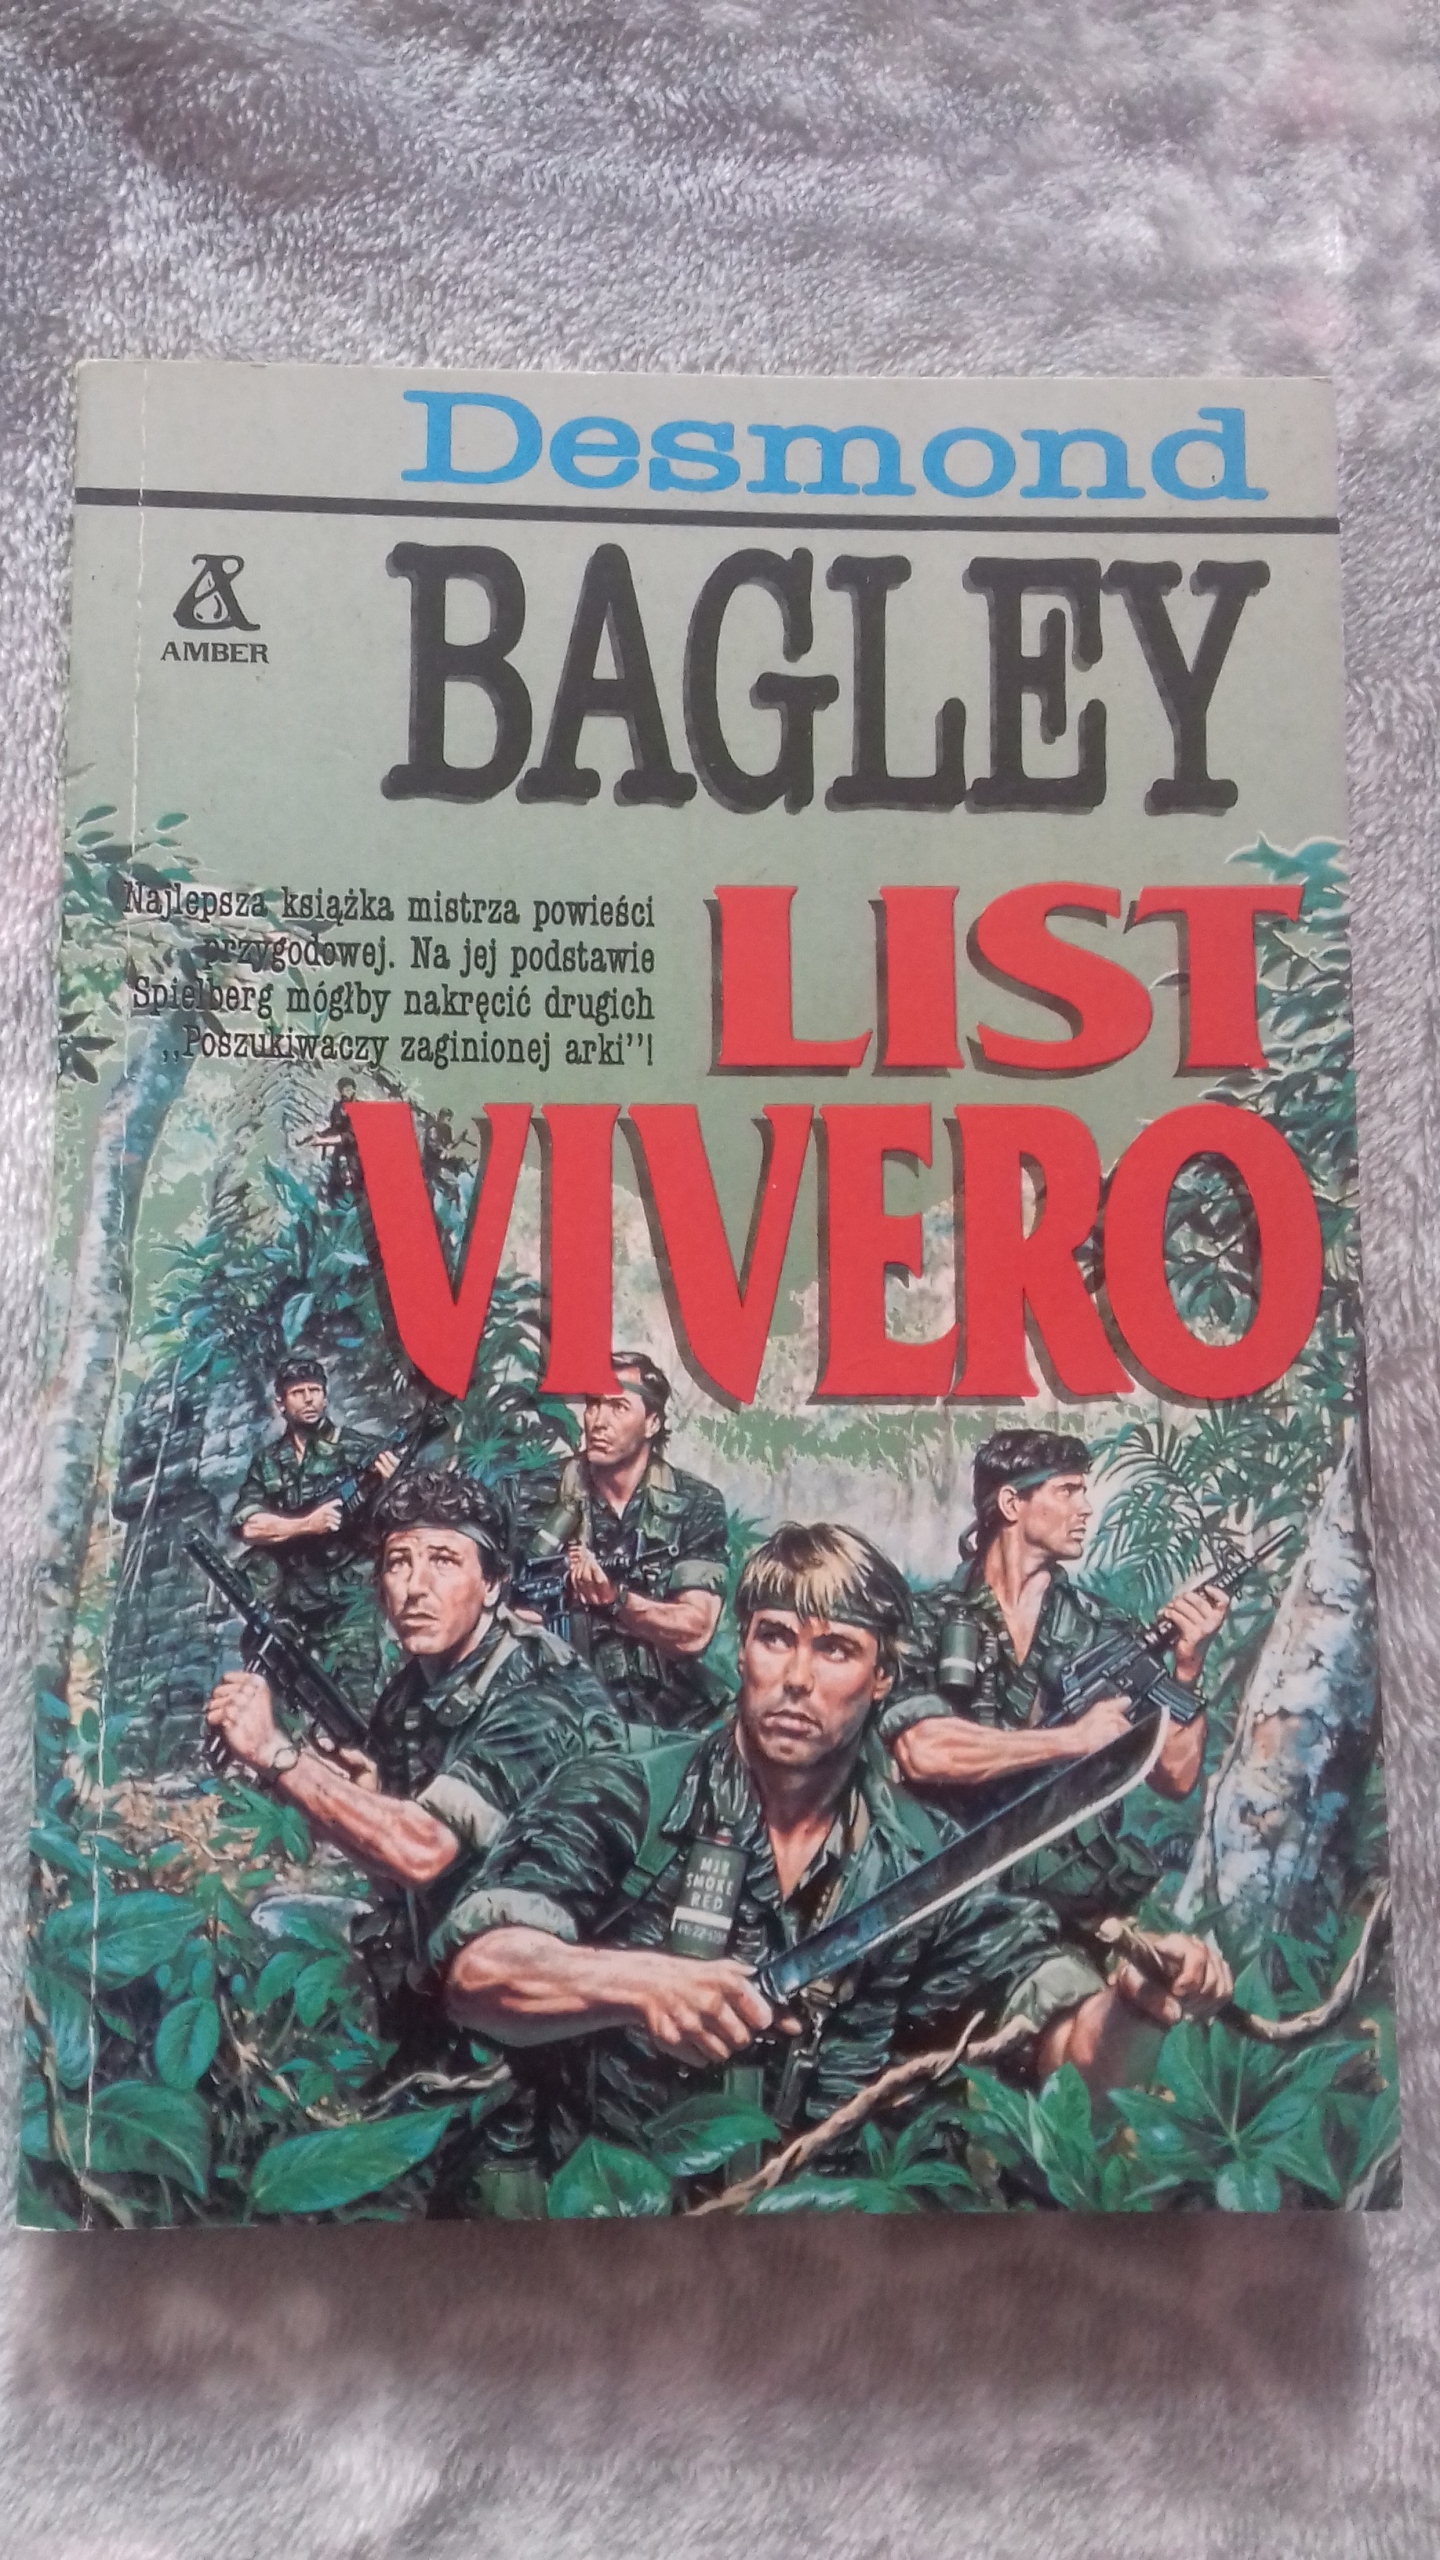 Desmond
BAGLEY
AMBER
Najlepsza książka mistrza powieści
przygodowej. Na jej podstawie
Spielberg mógłby nakręcić drugich
„Poszukiwaczy zaginionej arki”!
LIST
VIVERO
M18
SMOKE
RED